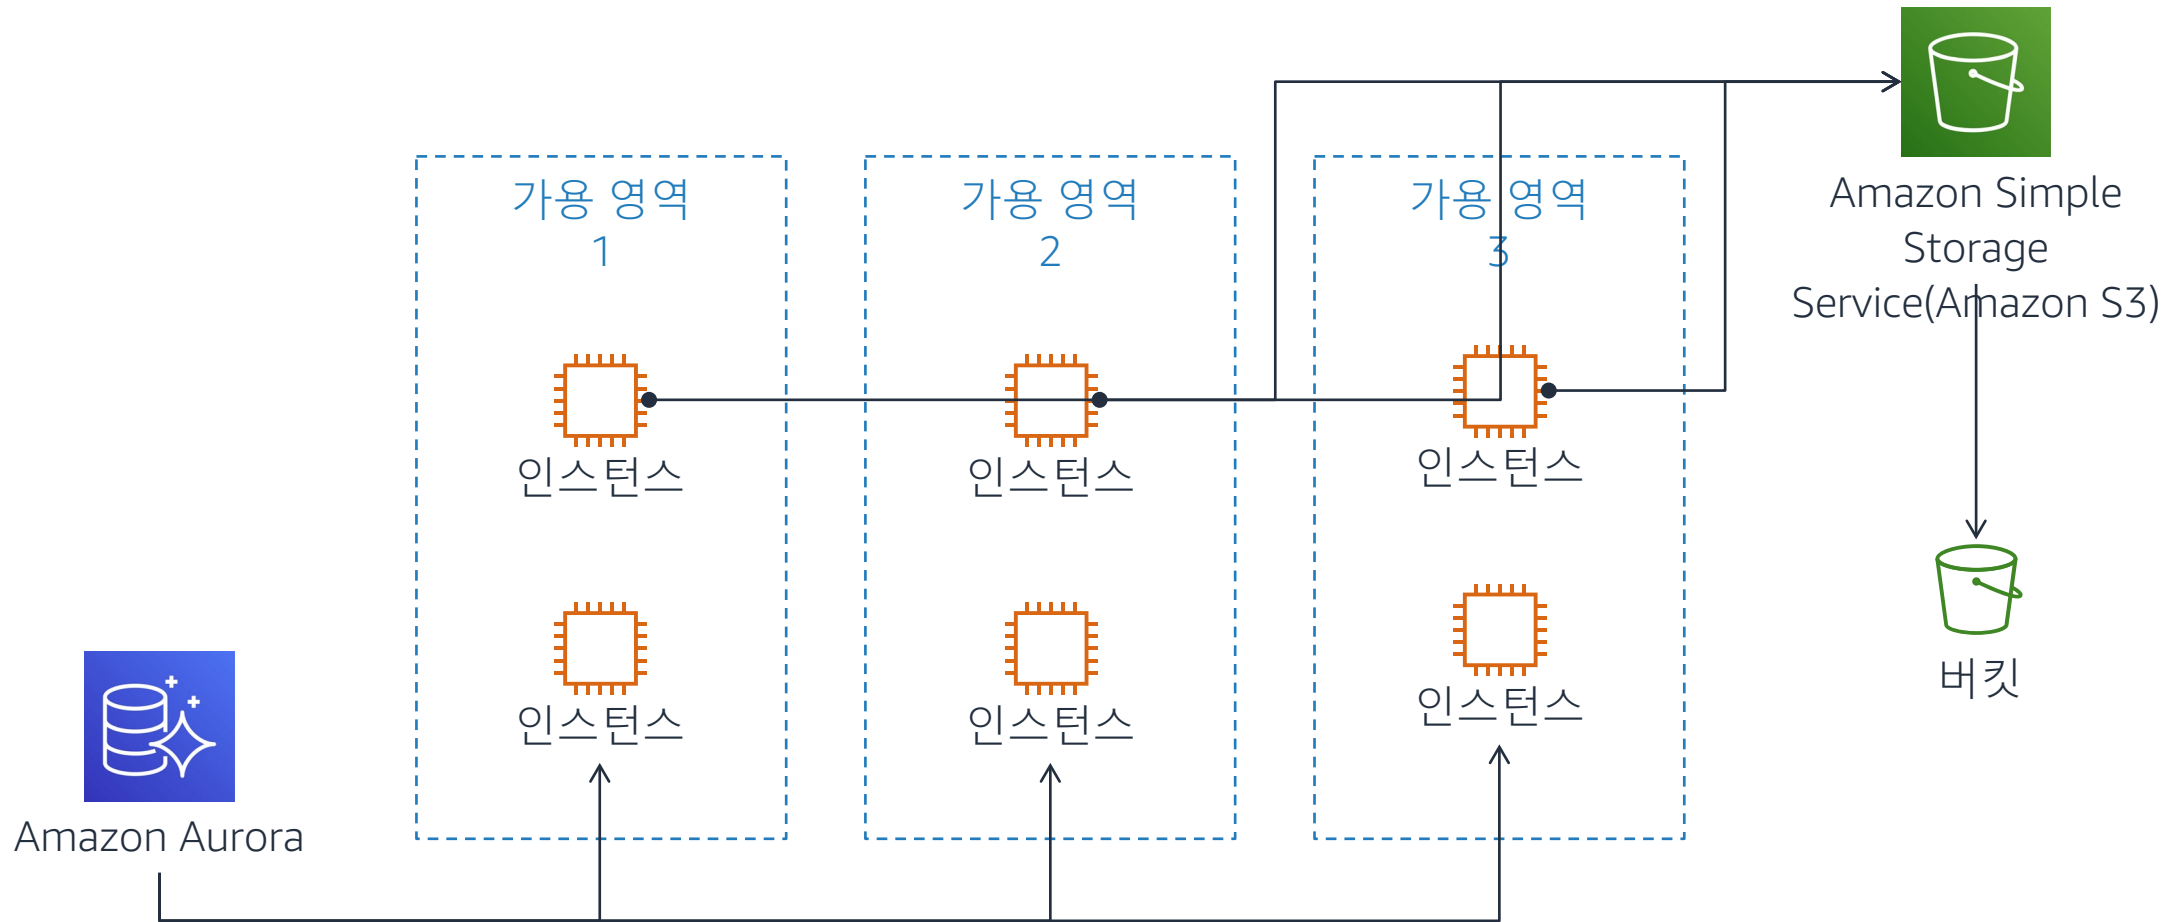 Amazon Simple
Storage
Service(Amazon S3)
가용 영역
1
가용 영역
2
가용 영역
3
인스턴스
인스턴스
인스턴스
인스턴스
인스턴스
인스턴스
버킷
Amazon Aurora